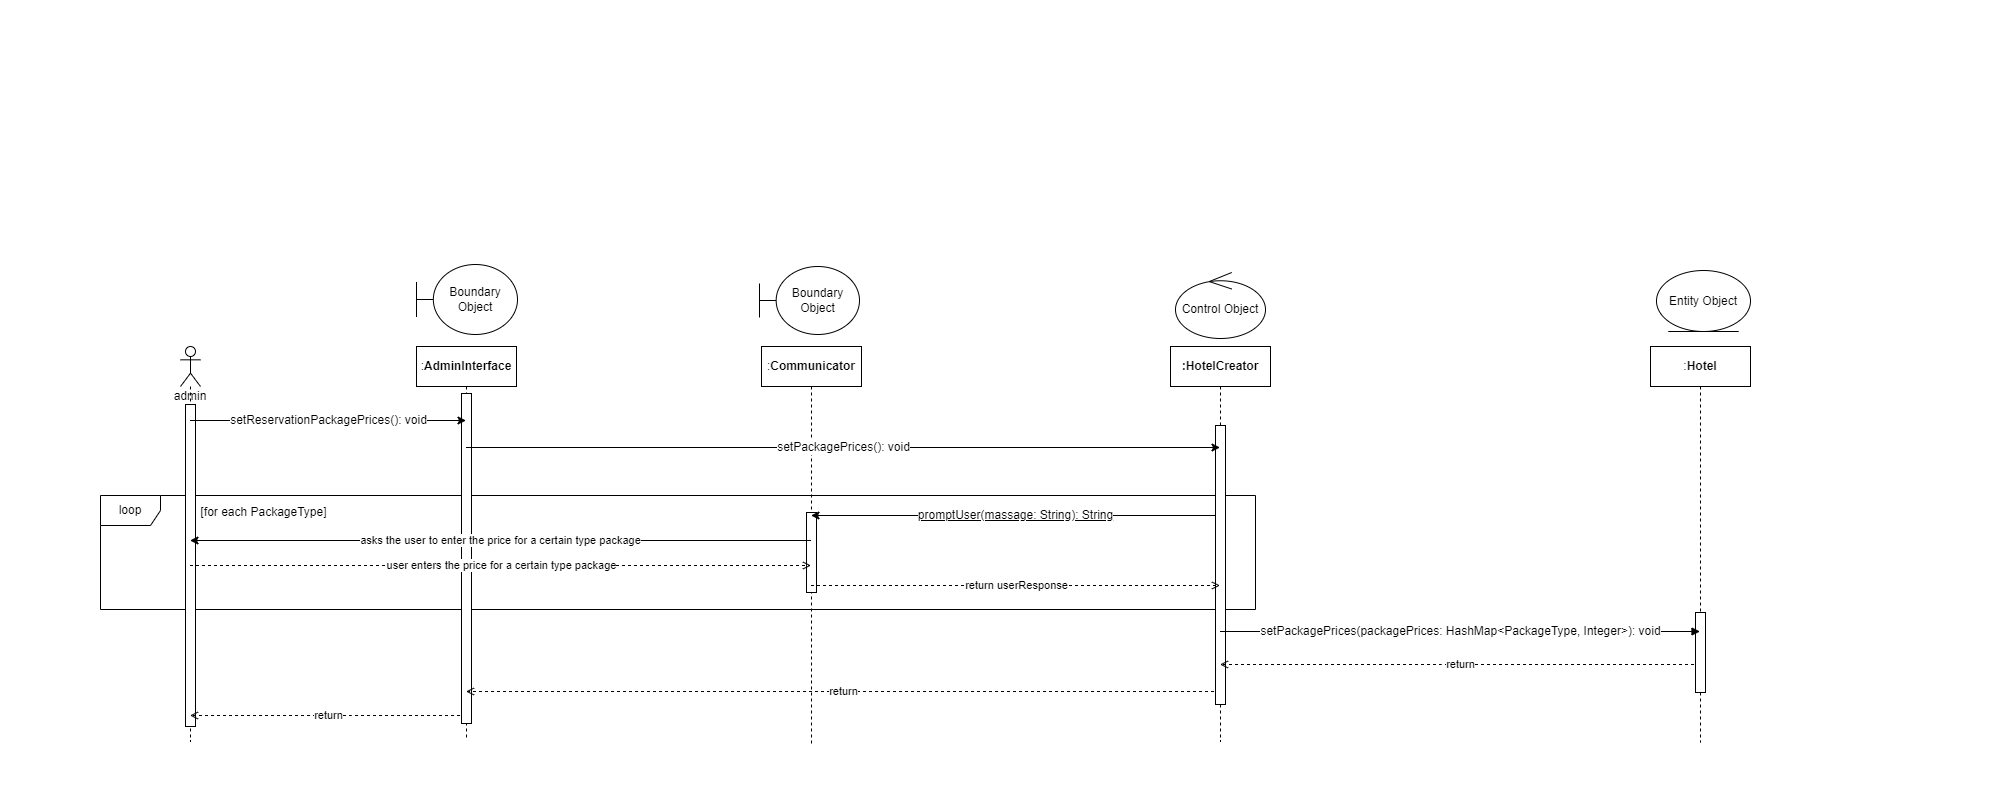 Boundary
Object
Boundary
Object
Control Object
Entity Object
:AdminInterface
:Communicator
:HotelCreator
:Hotel
admin
setReservationPackagePrices(): void
setPackagePrices(): void
loop
[for each PackageType]
promptUser(massage: String): String
asks the user to enter the price for a certain type package
user enters the price for a certain type package
return userResponse
setPackagePrices(packagePrices: HashMap<PackageType, Integer>): void
return
return
return